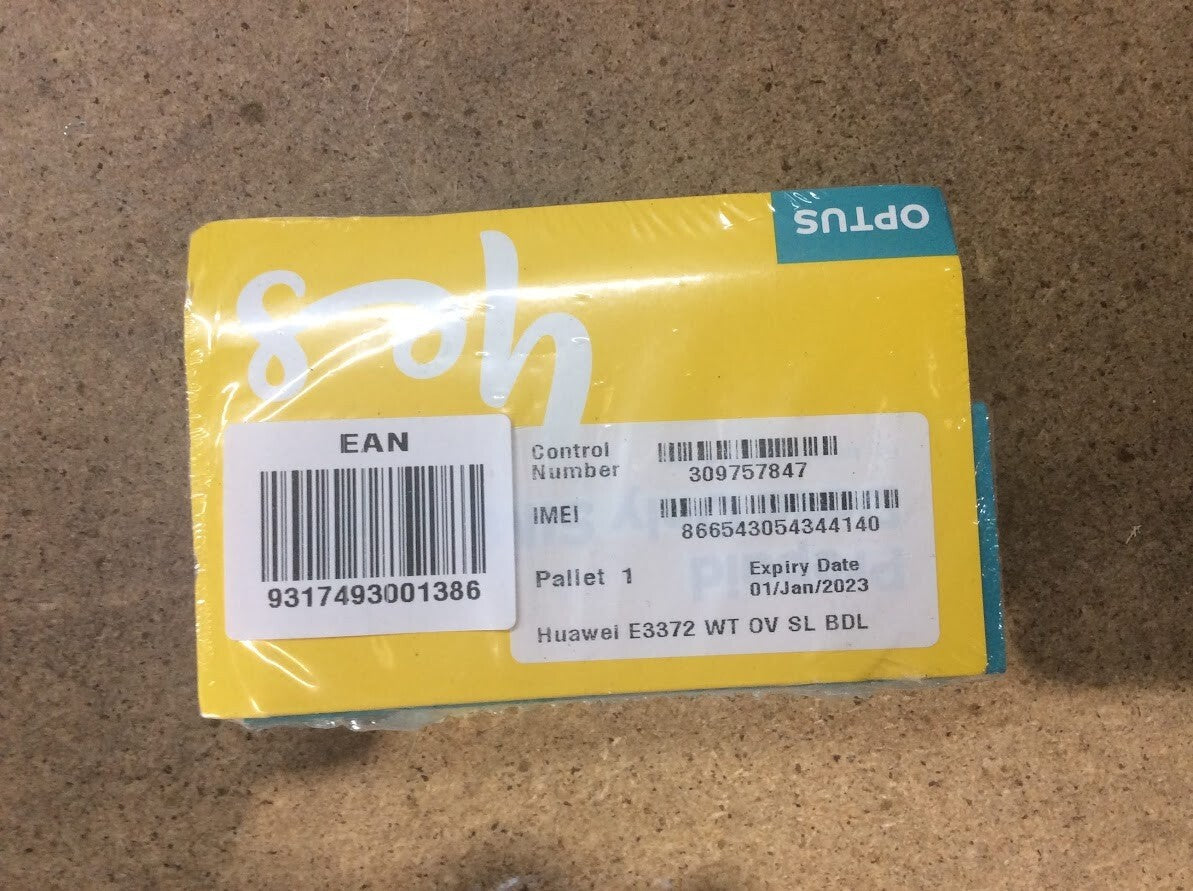 OPTUS
yes
EAN
9317493001386
Control
Number
309757847
IMEI
866543054344140
Pallet 1
Expiry Date
01/Jan/2023
Huawei E3372 WT OV SL BDL